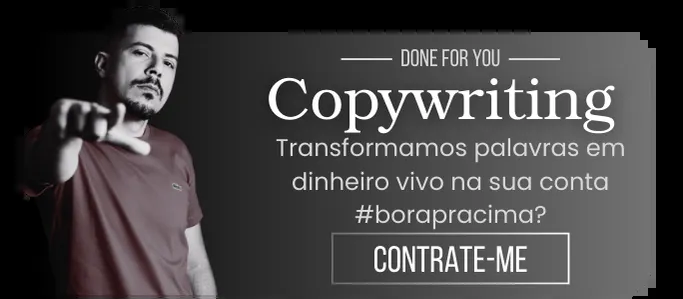 DONE FOR YOU
Copywriting
Transformamos palavras em
dinheiro vivo na sua conta
#borapracima?
CONTRATE-ME